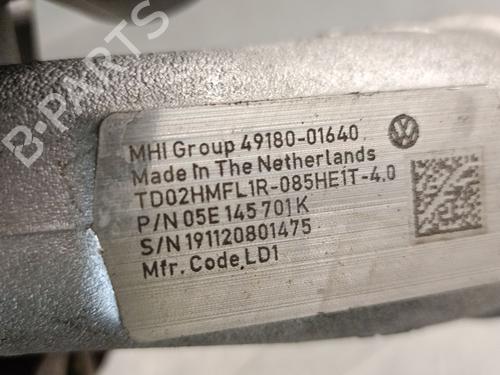 B-PARTS
MHI Group 49180-01640
Made In The Netherlands
TD02HMFL1R-085HE1T-4.0
P/N 05E 145 701 K
S/N 191120801475
Mfr. Code.LD1